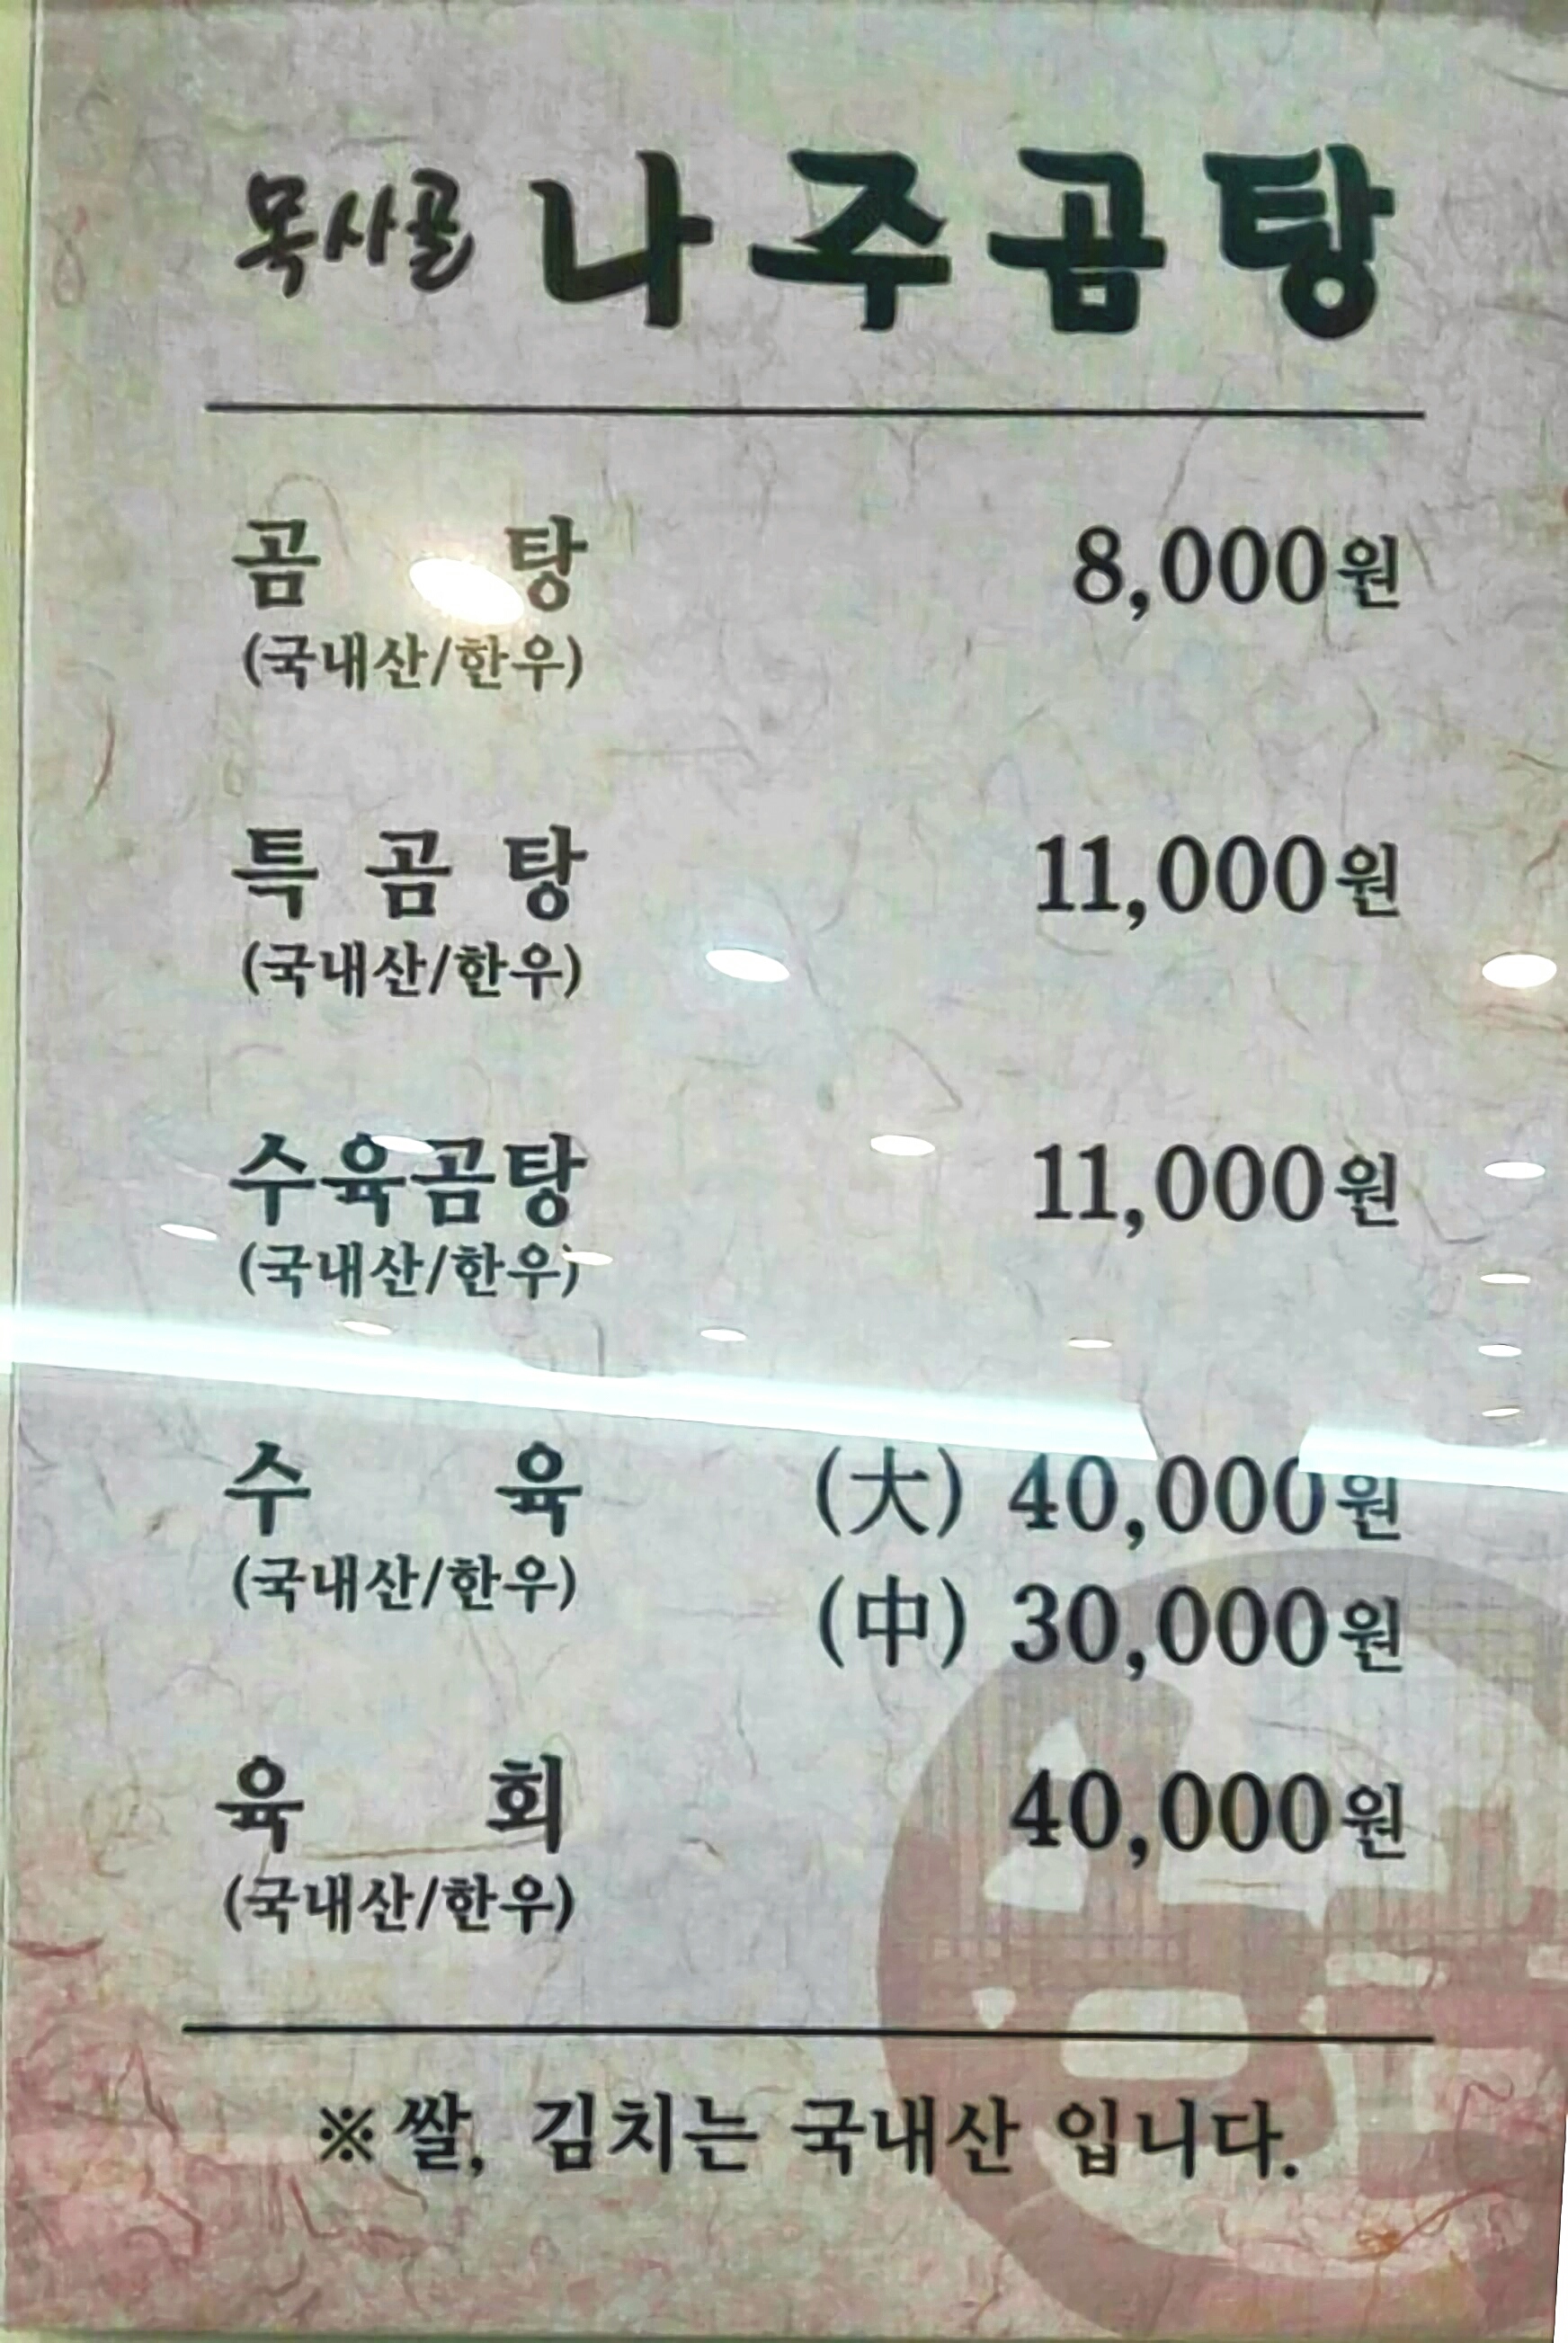 목사골 나주곰탕
곰 탕 8,000원
(국내산/한우)
특 곰 탕 11,000원
(국내산/한우)
수육곰탕 11,000원
(국내산/한우)
수 육 (大) 40,000원
(국내산/한우)
(中) 30,000원
육 회 40,000원
(국내산/한우)
※쌀, 김치는 국내산 입니다.